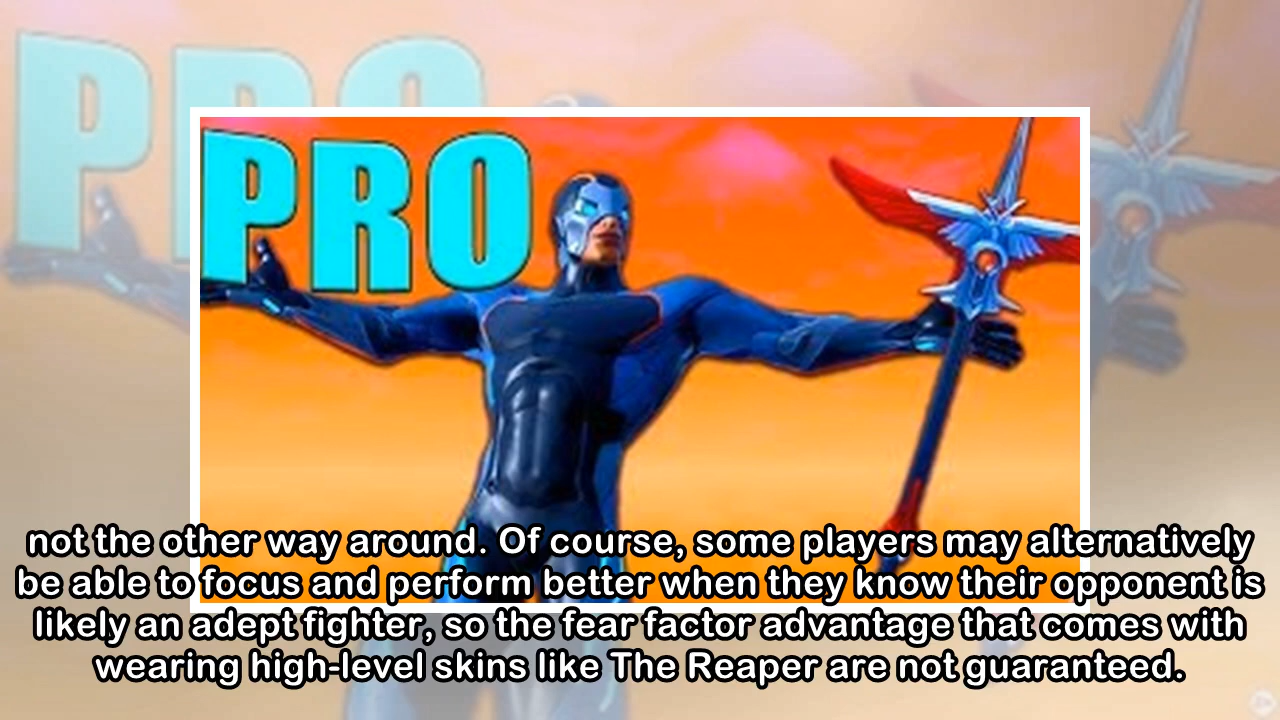 PRO
PRO
not the other way around. Of course, some players may alternatively
be able to focus and perform better when they know their opponent is
likely an adept fighter, so the fear factor advantage that comes with
wearing high-level skins like The Reaper are not guaranteed.